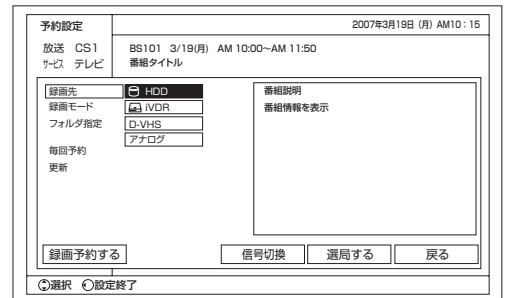 予約設定
2007年3月19日 (月) AM10：15
放送 CS1 BS101 3/19(月) AM 10:00~AM 11:50
サービス テレビ 番組タイトル
録画先 HDD 番組説明
録画モード iVDR 番組情報を表示
フォルダ指定 D-VHS
アナログ
毎回予約
更新
録画予約する 信号切換 選局する 戻る
選択 設定終了